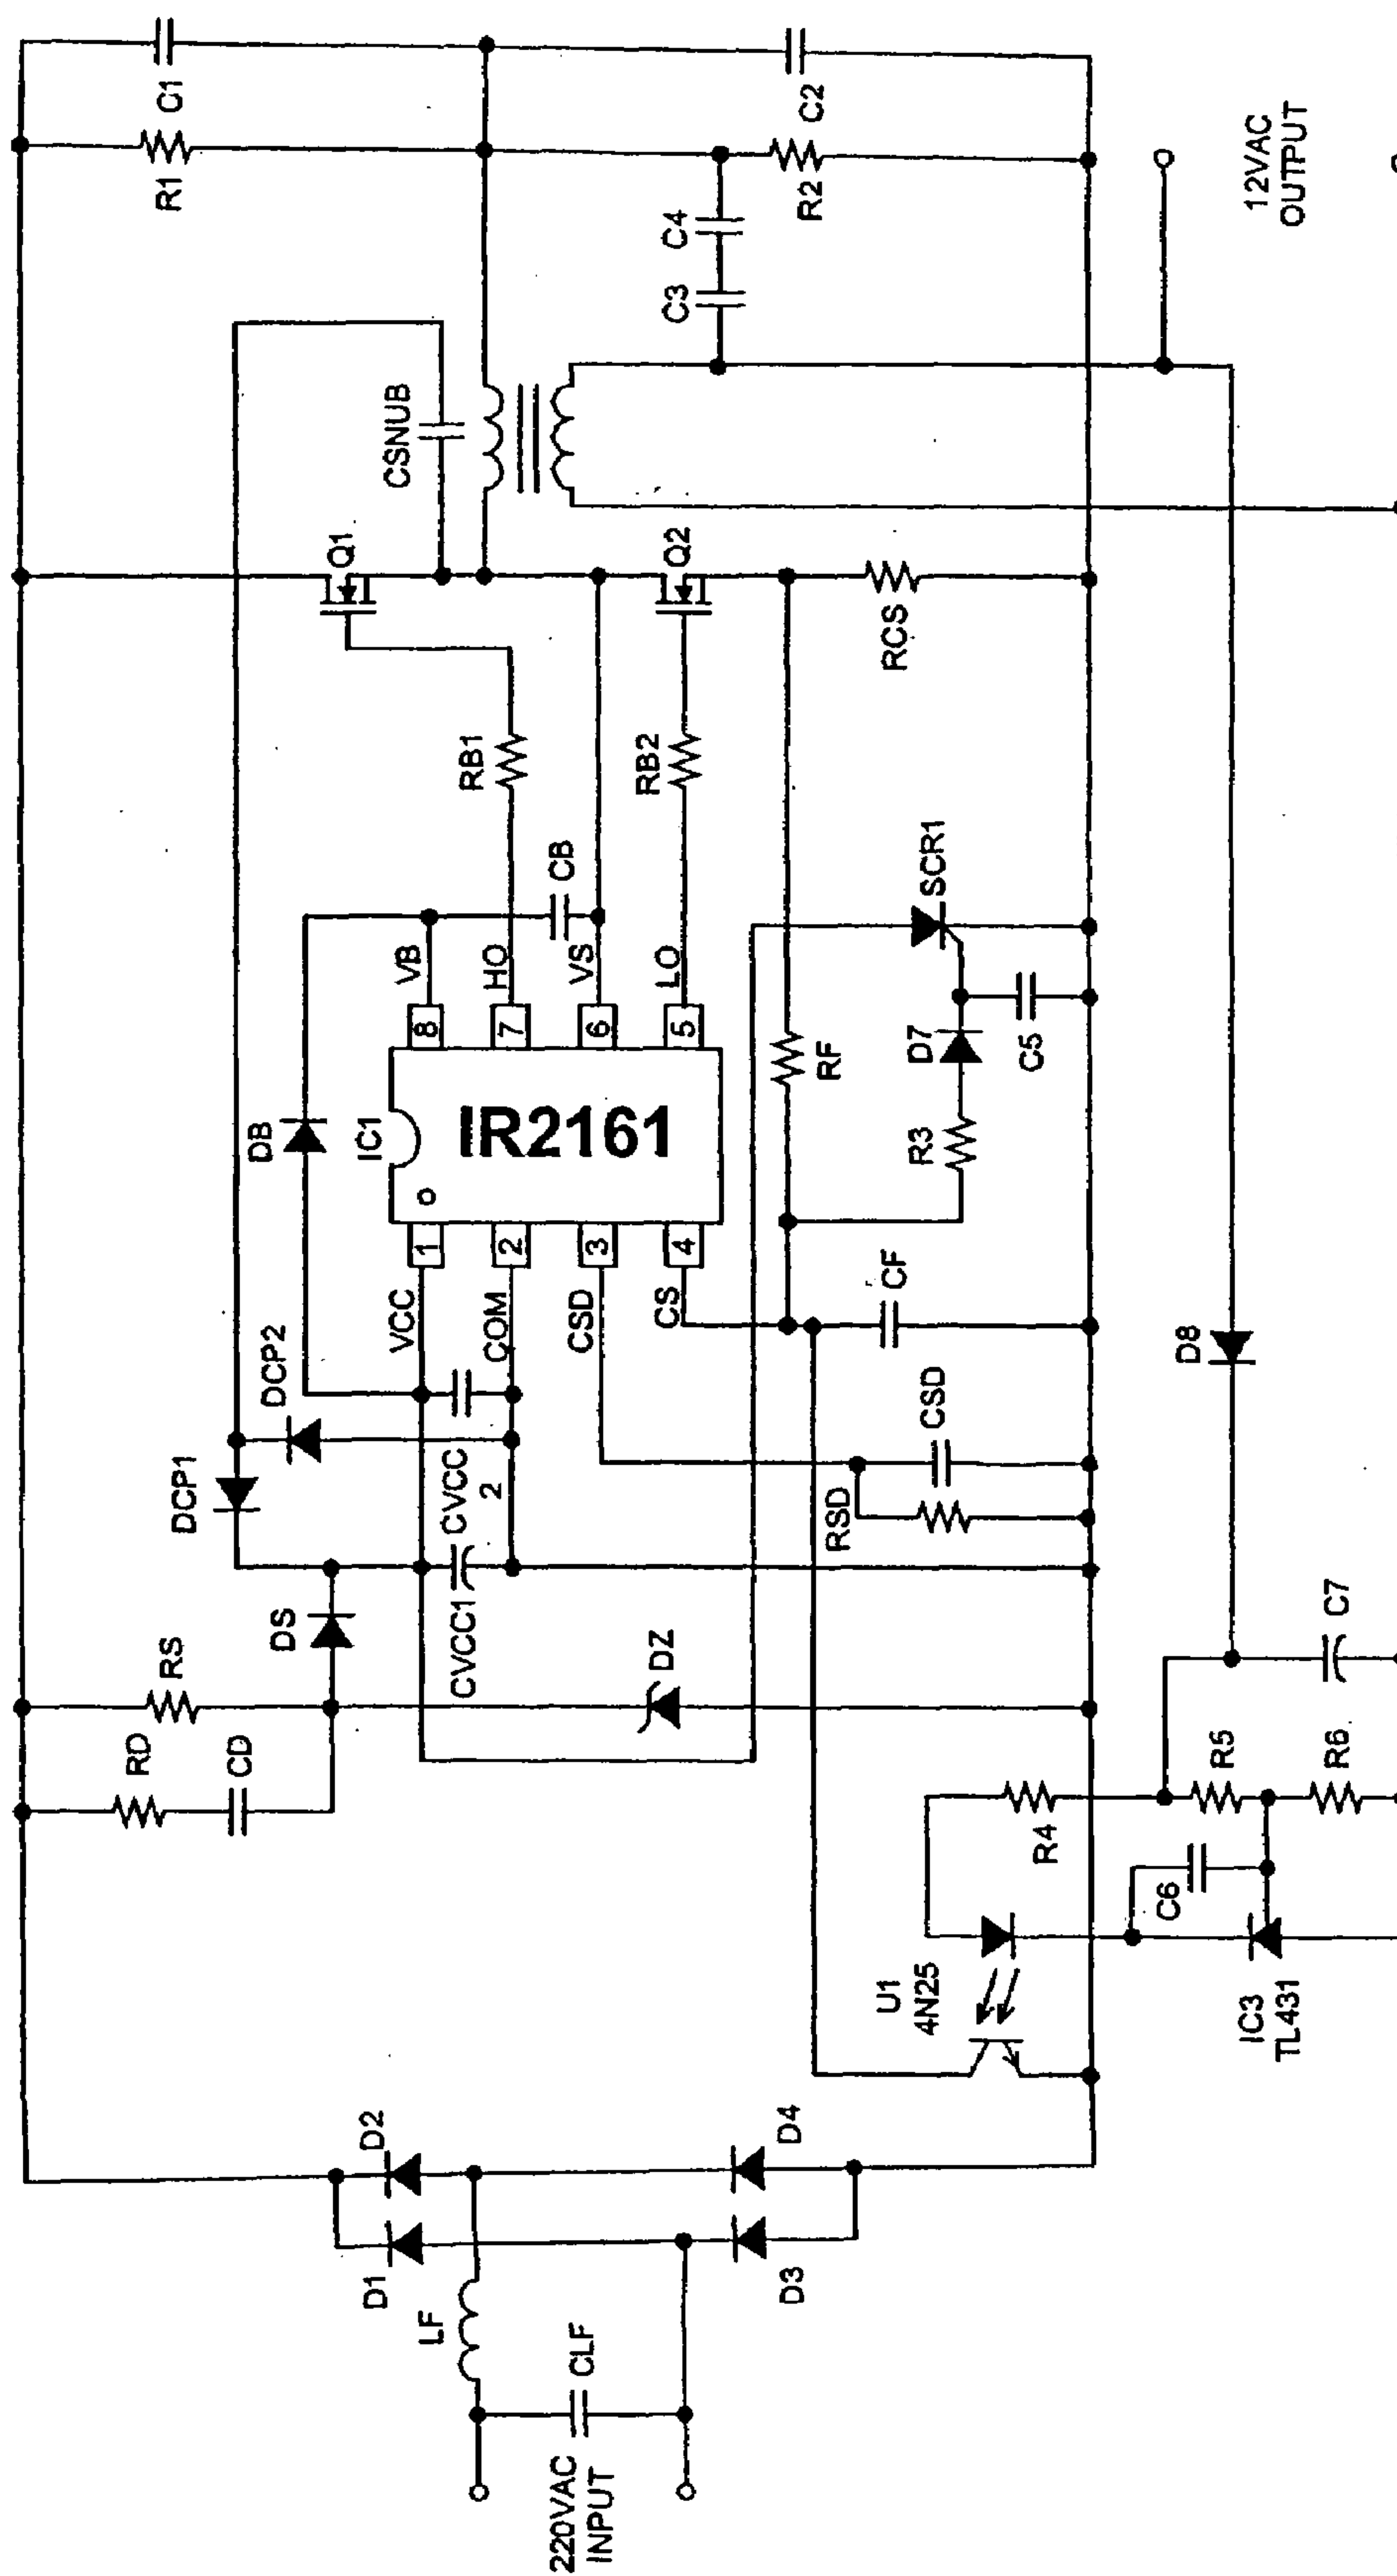 220VAC
INPUT
CLF
LF
D1
D2
D3
D4
RD
CD
RS
DS
DZ
DCP1
DCP2
CVCC1
CVCC
2
VCC
COM
CSD
CS
1
2
3
4
IC1
IR2161
8
7
6
5
VB
HO
VS
LO
DB
CB
RB1
RB2
Q1
Q2
CSNUB
R1
C1
R2
C2
C3
C4
RCS
RF
SCR1
D7
R3
C5
CF
CSD
RSD
U1
4N25
R4
R5
R6
C6
C7
IC3
TL431
D8
12VAC
OUTPUT